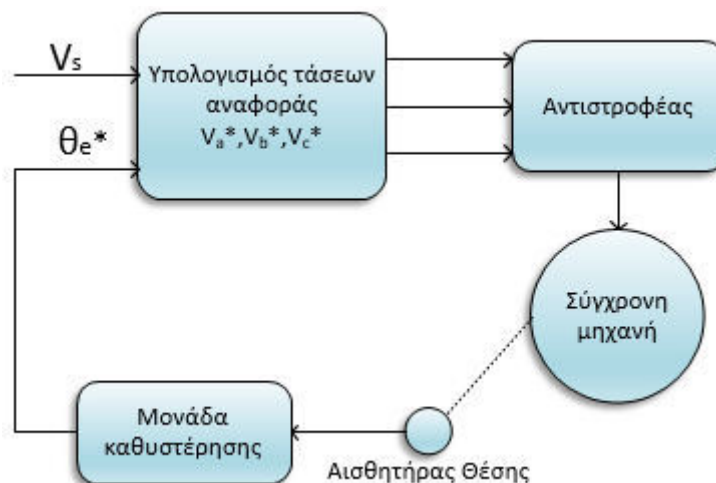 Vs
Υπολογισμός τάσεων
αναφοράς
Va*,Vb*,Vc*
θe*
Αντιστροφέας
Σύγχρονη
μηχανή
Μονάδα
καθυστέρησης
Αισθητήρας Θέσης